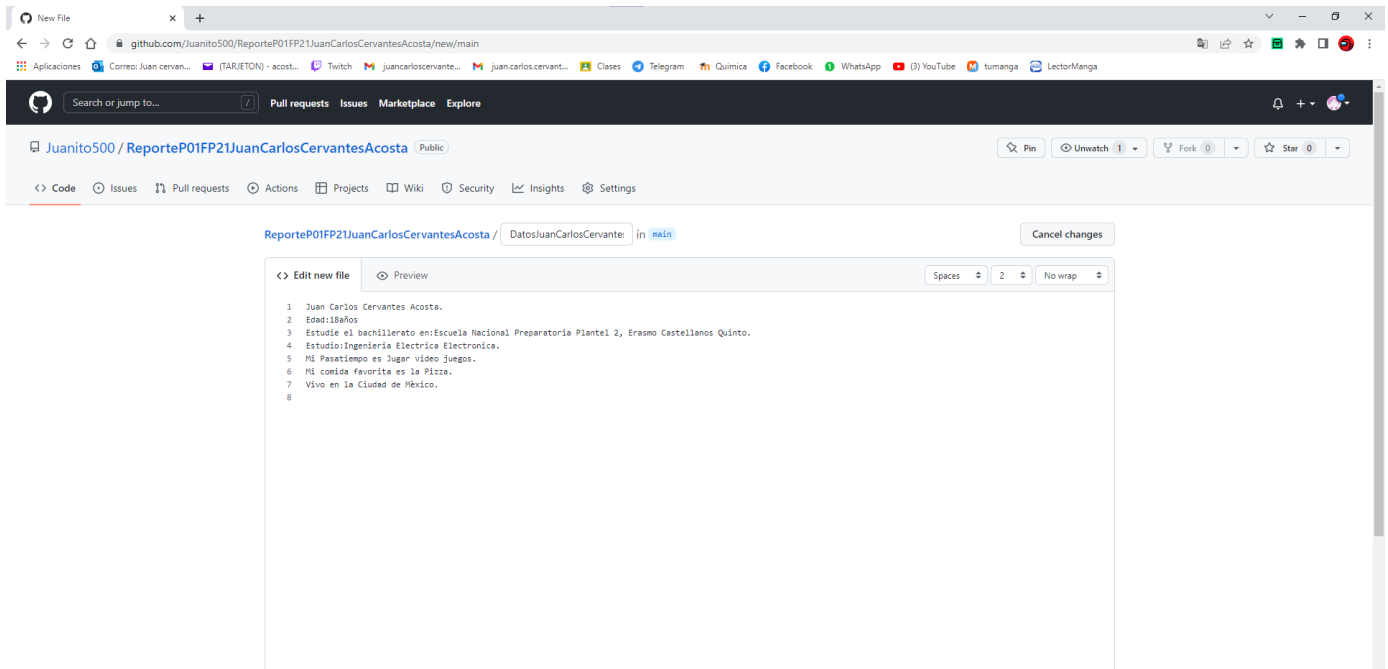 New File
github.com/Juanito500/ReporteP01FP21JuanCarlosCervantesAcosta/new/main
Aplicaciones Correo: Juan cervan... (TARJETON) - acost... Twitch juancarloscervante... juan.carlos.cervant... Clases Telegram Quimica Facebook WhatsApp (3) YouTube tumanga LectorManga
Search or jump to... / Pull requests Issues Marketplace Explore
Juanito500 / ReporteP01FP21JuanCarlosCervantesAcosta Public Pin Unwatch 1 Fork 0 Star 0
Code Issues Pull requests Actions Projects Wiki Security Insights Settings
ReporteP01FP21JuanCarlosCervantesAcosta / DatosJuanCarlosCervante in main Cancel changes
Edit new file Preview Spaces 2 No wrap
1 Juan Carlos Cervantes Acosta.
2 Edad:18años
3 Estudie el bachillerato en:Escuela Nacional Preparatoria Plantel 2, Erasmo Castellanos Quinto.
4 Estudio:Ingenieria Electrica Electronica.
5 Mi Pasatiempo es Jugar video juegos.
6 Mi comida favorita es la Pizza.
7 Vivo en la Ciudad de Mèxico.
8